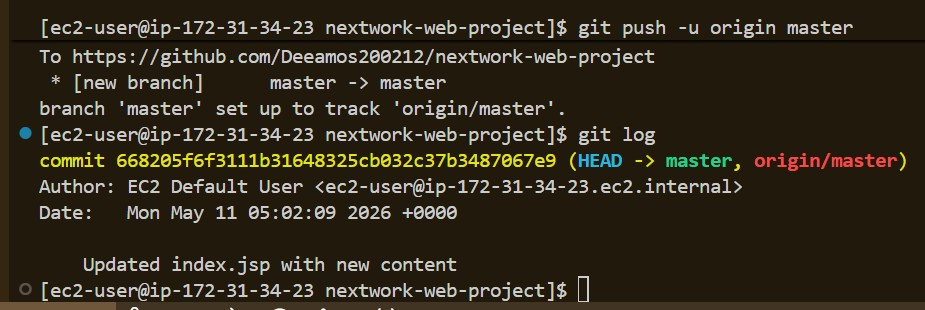 [ec2-user@ip-172-31-34-23 nextwork-web-project]$ git push -u origin master
To https://github.com/Deeamos200212/nextwork-web-project
 * [new branch]      master -> master
branch 'master' set up to track 'origin/master'.
[ec2-user@ip-172-31-34-23 nextwork-web-project]$ git log
commit 668205f6f3111b31648325cb032c37b3487067e9 (HEAD -> master, origin/master)
Author: EC2 Default User <ec2-user@ip-172-31-34-23.ec2.internal>
Date:   Mon May 11 05:02:09 2026 +0000
    Updated index.jsp with new content
[ec2-user@ip-172-31-34-23 nextwork-web-project]$